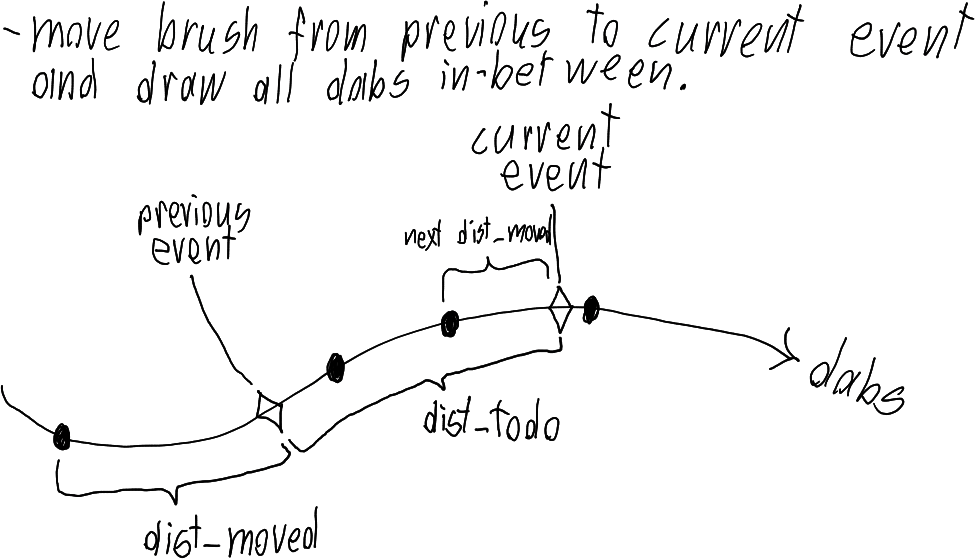 - move brush from previous to current event
and draw all dabs in-between.
current
event
previous
event
next dist_moved
dabs
dist_todo
dist_moved